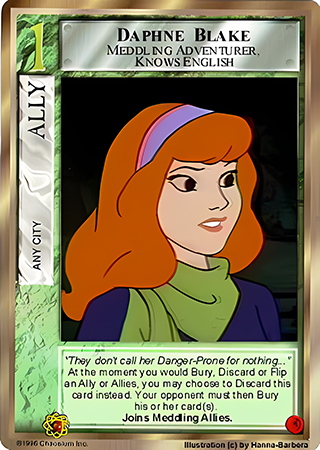 1
DAPHNE BLAKE
MEDDLING ADVENTURER,
KNOWS ENGLISH
ALLY
ANY CITY
"They don't call her Danger-Prone for nothing..."
At the moment you would Bury, Discard or Flip
an Ally or Allies, you may choose to Discard this
card instead. Your opponent must then Bury
his or her card(s).
Joins Meddling Allies.
©1996 Chaosium Inc.
Illustration (c) by Hanna-Barbera